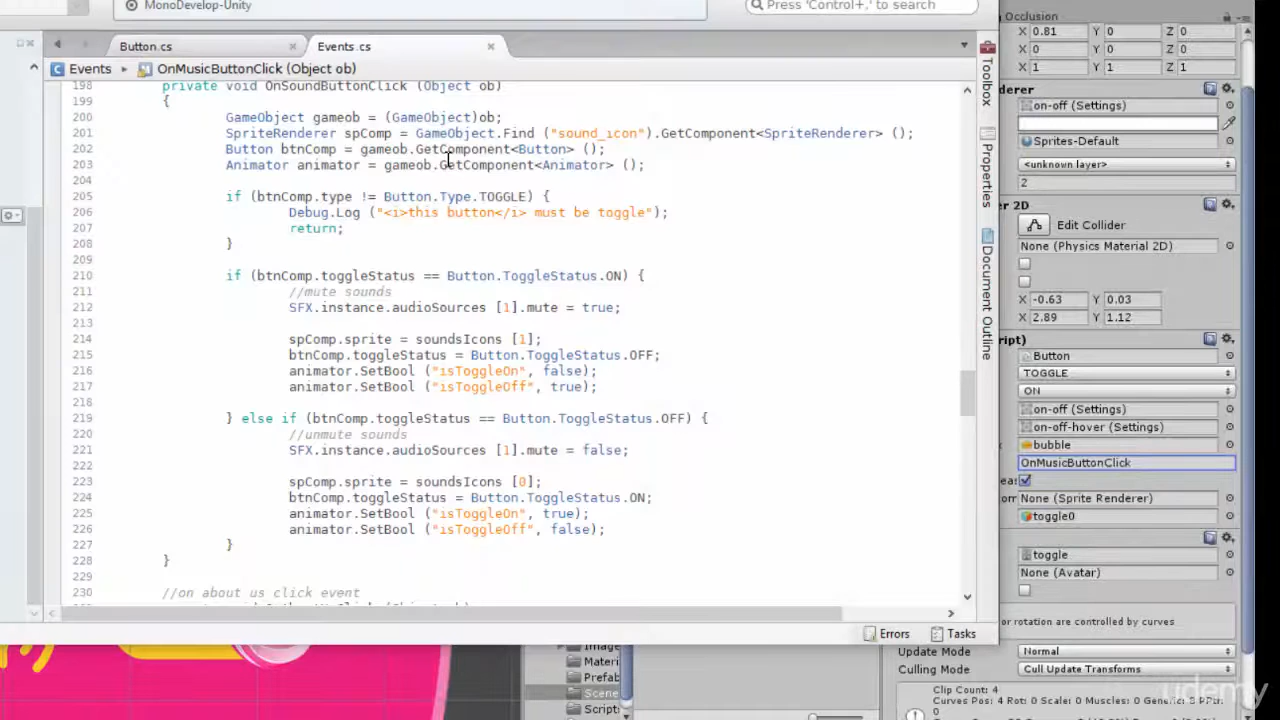 MonoDevelop-Unity
Press 'Control+,' to search
Button.cs
Events.cs
Events
OnMusicButtonClick (Object ob)
198 private void OnSoundButtonClick (Object ob)
199 {
200 GameObject gameob = (GameObject)ob;
201 SpriteRenderer spComp = GameObject.Find ("sound_icon").GetComponent<SpriteRenderer> ();
202 Button btnComp = gameob.GetComponent<Button> ();
203 Animator animator = gameob.GetComponent<Animator> ();
204
205 if (btnComp.type != Button.Type.TOGGLE) {
206 Debug.Log ("<i>this button</i> must be toggle");
207 return;
208 }
209
210 if (btnComp.toggleStatus == Button.ToggleStatus.ON) {
211 //mute sounds
212 SFX.instance.audioSources [1].mute = true;
213
214 spComp.sprite = soundsIcons [1];
215 btnComp.toggleStatus = Button.ToggleStatus.OFF;
216 animator.SetBool ("isToggleOn", false);
217 animator.SetBool ("isToggleOff", true);
218
219 } else if (btnComp.toggleStatus == Button.ToggleStatus.OFF) {
220 //unmute sounds
221 SFX.instance.audioSources [1].mute = false;
222
223 spComp.sprite = soundsIcons [0];
224 btnComp.toggleStatus = Button.ToggleStatus.ON;
225 animator.SetBool ("isToggleOn", true);
226 animator.SetBool ("isToggleOff", false);
227 }
228 }
229
230 //on about us click event
Errors
Tasks
Toolbox
Properties
Document Outline
Occlusion
X 0.81 Y 0 Z 0
X 0 Y 0 Z 0
X 1 Y 1 Z 1
derer
on-off (Settings)
Sprites-Default
<unknown layer>
2
er 2D
Edit Collider
None (Physics Material 2D)
X -0.63 Y 0.03
X 2.89 Y 1.12
ript)
Button
TOGGLE
ON
on-off (Settings)
on-off-hover (Settings)
bubble
OnMusicButtonClick
None (Sprite Renderer)
toggle0
toggle
None (Avatar)
or rotation are controlled by curves
Update Mode Normal
Culling Mode Cull Update Transforms
Clip Count: 4
Materi
Prefab
Scene
Script